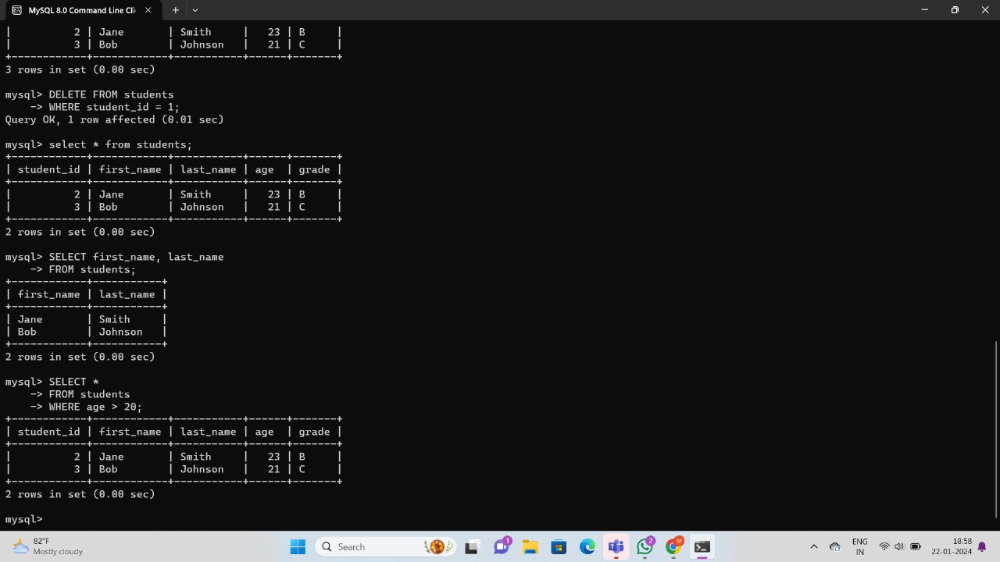 MySQL 8.0 Command Line Cli
|          2 | Jane       | Smith     |   23 | B     |
|          3 | Bob        | Johnson   |   21 | C     |
+------------+------------+-----------+------+-------+
3 rows in set (0.00 sec)
mysql> DELETE FROM students
    -> WHERE student_id = 1;
Query OK, 1 row affected (0.01 sec)
mysql> select * from students;
+------------+------------+-----------+------+-------+
| student_id | first_name | last_name | age  | grade |
+------------+------------+-----------+------+-------+
|          2 | Jane       | Smith     |   23 | B     |
|          3 | Bob        | Johnson   |   21 | C     |
+------------+------------+-----------+------+-------+
2 rows in set (0.00 sec)
mysql> SELECT first_name, last_name
    -> FROM students;
+------------+-----------+
| first_name | last_name |
+------------+-----------+
| Jane       | Smith     |
| Bob        | Johnson   |
+------------+-----------+
2 rows in set (0.00 sec)
mysql> SELECT *
    -> FROM students
    -> WHERE age > 20;
+------------+------------+-----------+------+-------+
| student_id | first_name | last_name | age  | grade |
+------------+------------+-----------+------+-------+
|          2 | Jane       | Smith     |   23 | B     |
|          3 | Bob        | Johnson   |   21 | C     |
+------------+------------+-----------+------+-------+
2 rows in set (0.00 sec)
mysql>
82°F
Mostly cloudy
Search
1
2
M
ENG
IN
18:58
22-01-2024